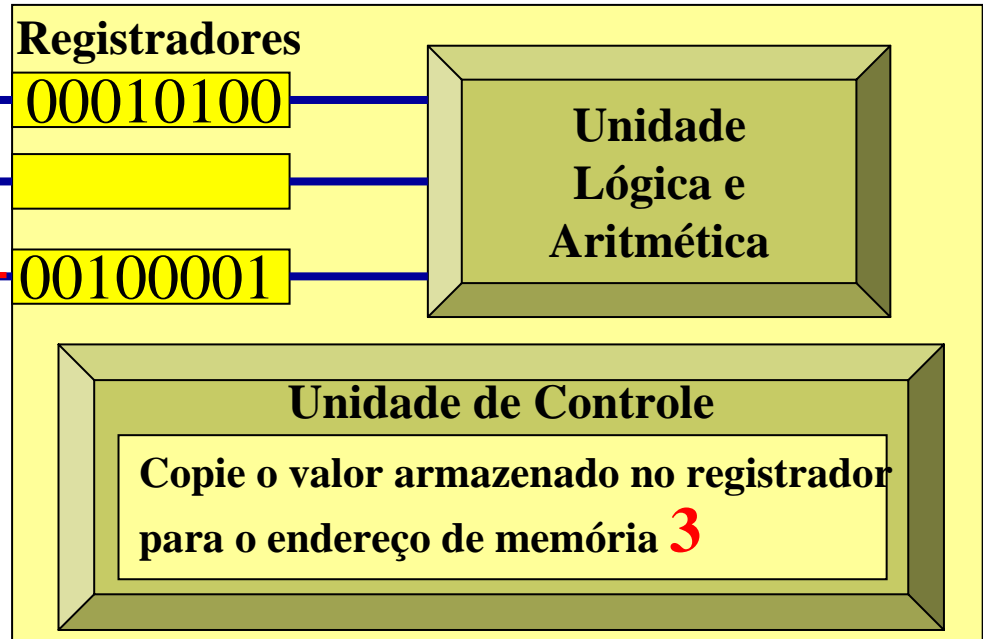 Registradores
00010100
00100001
Unidade
Lógica e
Aritmética
Unidade de Controle
Copie o valor armazenado no registrador
para o endereço de memória 3